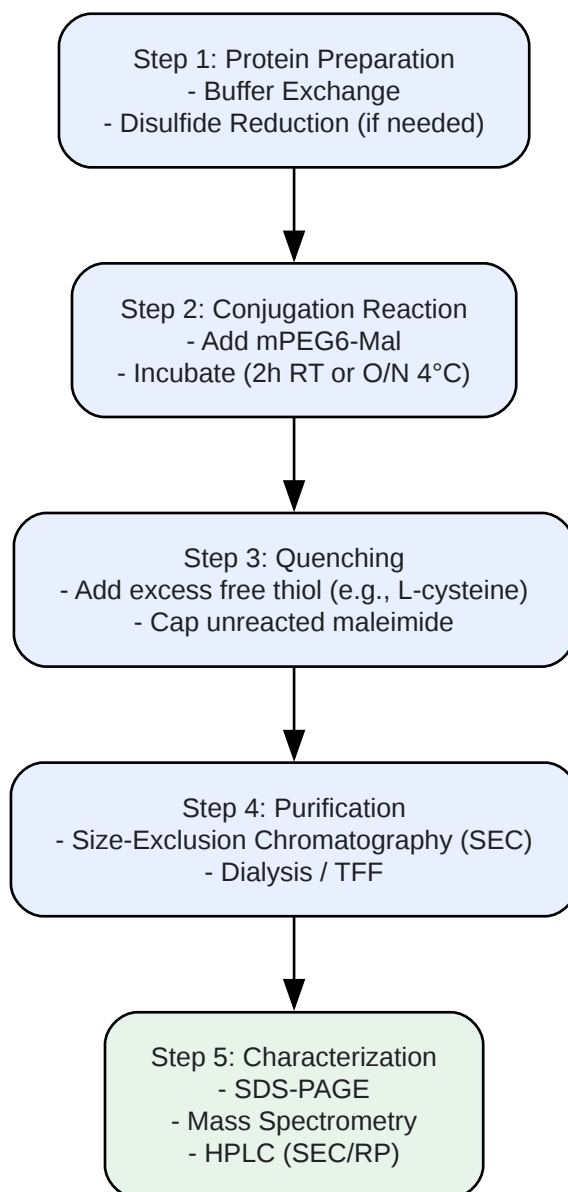 Step 1: Protein Preparation
- Buffer Exchange
- Disulfide Reduction (if needed)
Step 2: Conjugation Reaction
- Add mPEG6-Mal
- Incubate (2h RT or O/N 4°C)
Step 3: Quenching
- Add excess free thiol (e.g., L-cysteine)
- Cap unreacted maleimide
Step 4: Purification
- Size-Exclusion Chromatography (SEC)
- Dialysis / TFF
Step 5: Characterization
- SDS-PAGE
- Mass Spectrometry
- HPLC (SEC/RP)